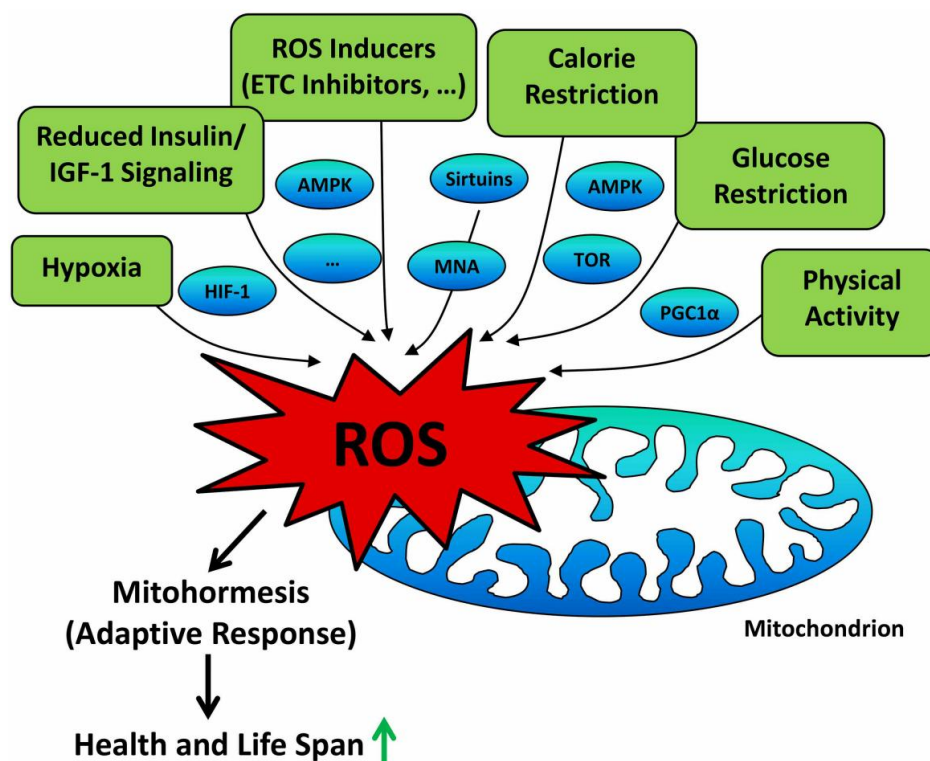 ROS Inducers
(ETC Inhibitors, ...)
Calorie
Restriction
Reduced Insulin/
IGF-1 Signaling
Glucose
Restriction
AMPK
Sirtuins
AMPK
Hypoxia
HIF-1
...
MNA
TOR
PGC1α
Physical
Activity
ROS
Mitohormesis
(Adaptive Response)
Mitochondrion
Health and Life Span